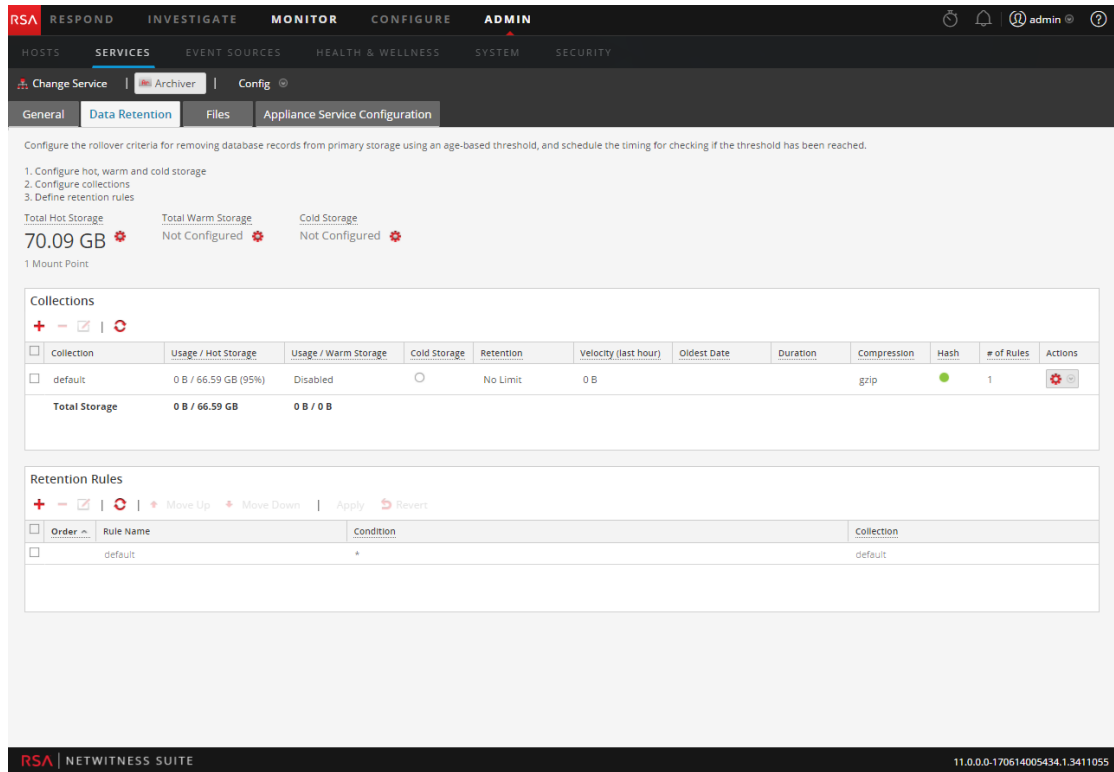 RSA RESPOND INVESTIGATE MONITOR CONFIGURE ADMIN admin ?
HOSTS SERVICES EVENT SOURCES HEALTH & WELLNESS SYSTEM SECURITY
Change Service | Archiver | Config
General Data Retention Files Appliance Service Configuration
Configure the rollover criteria for removing database records from primary storage using an age-based threshold, and schedule the timing for checking if the threshold has been reached.
1. Configure hot, warm and cold storage
2. Configure collections
3. Define retention rules
Total Hot Storage Total Warm Storage Cold Storage
70.09 GB Not Configured Not Configured
1 Mount Point
Collections
Collection Usage / Hot Storage Usage / Warm Storage Cold Storage Retention Velocity (last hour) Oldest Date Duration Compression Hash # of Rules Actions
default 0 B / 66.59 GB (95%) Disabled No Limit 0 B gzip 1
Total Storage 0 B / 66.59 GB 0 B / 0 B
Retention Rules
Move Up Move Down | Apply Revert
Order Rule Name Condition Collection
default * default
RSA | NETWITNESS SUITE 11.0.0.0-170614005434.1.3411055